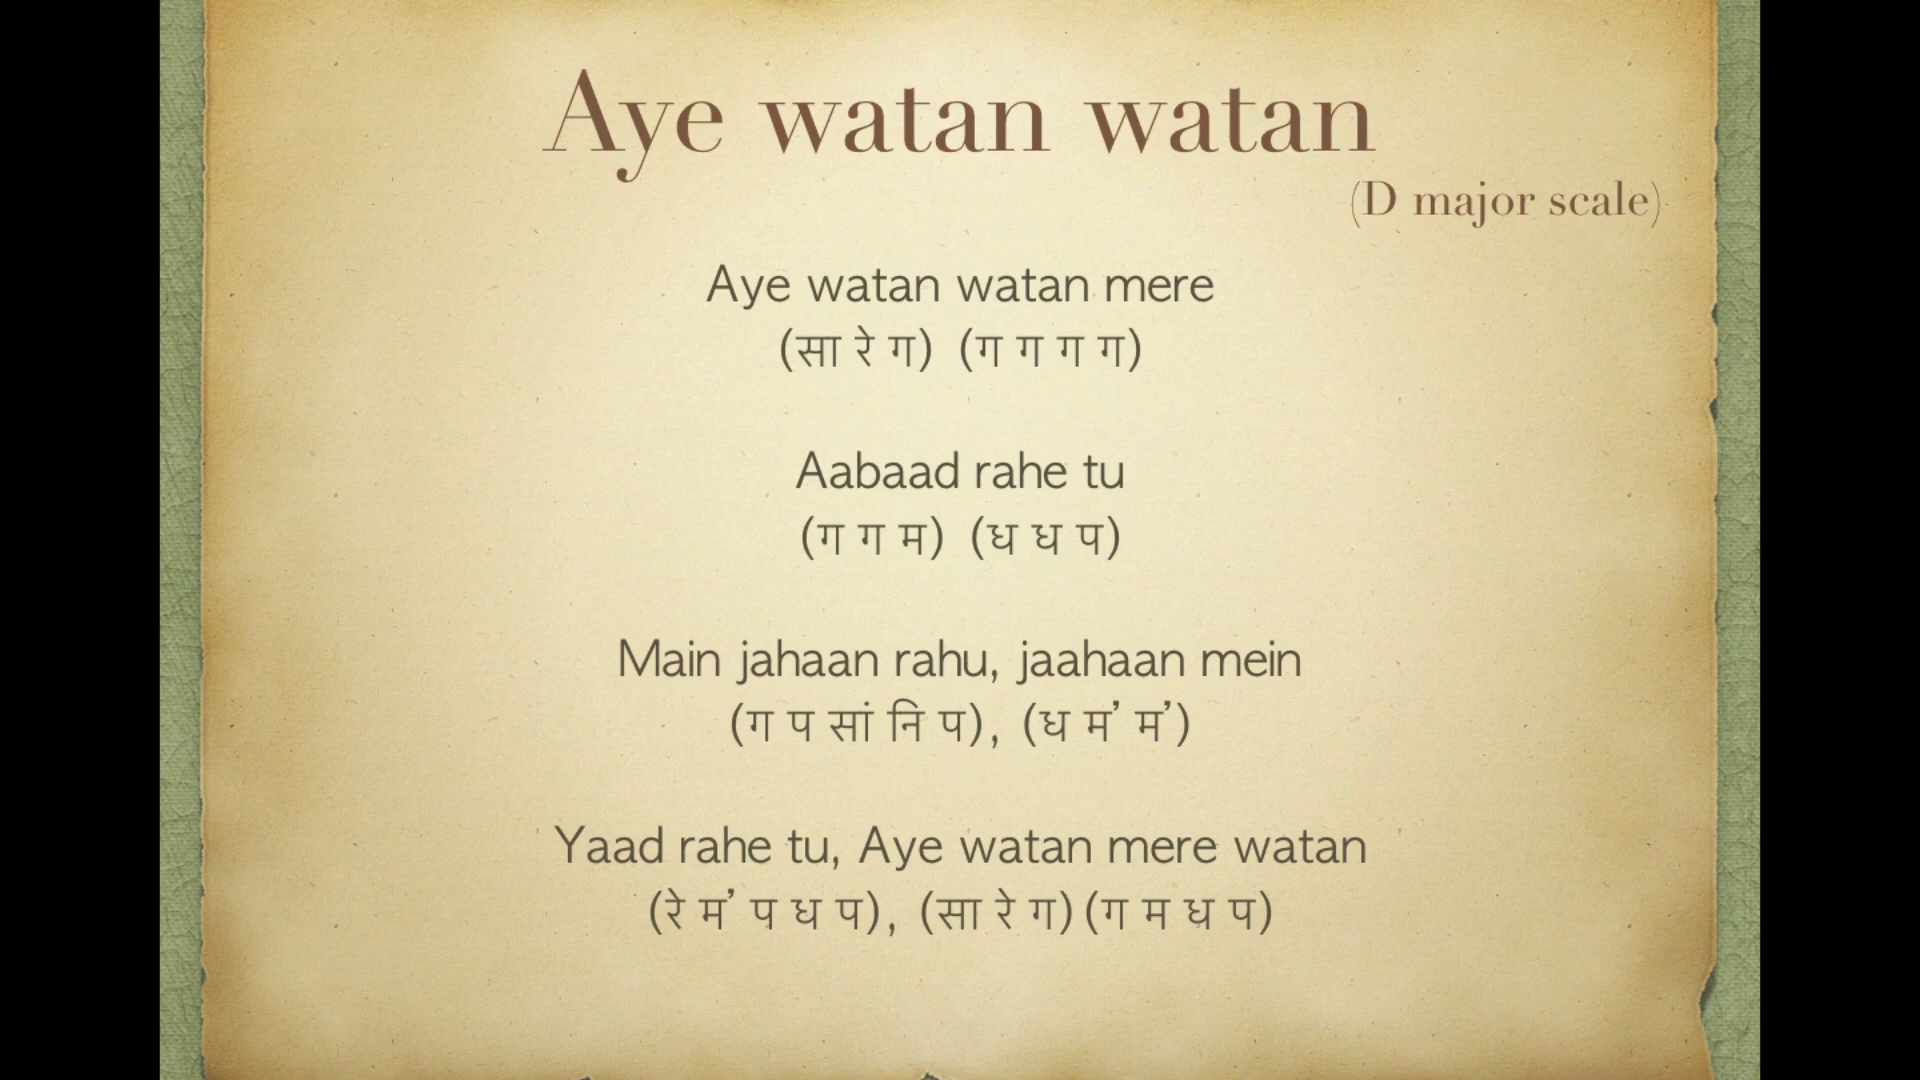 Aye watan watan
(D major scale)
Aye watan watan mere
(सा रे ग) (ग ग ग ग)
Aabaad rahe tu
(ग ग म) (ध ध प)
Main jahaan rahu, jaahaan mein
(ग प सां नि प), (ध म’ म’)
Yaad rahe tu, Aye watan mere watan
(रे म’ प ध प), (सा रे ग) (ग म ध प)